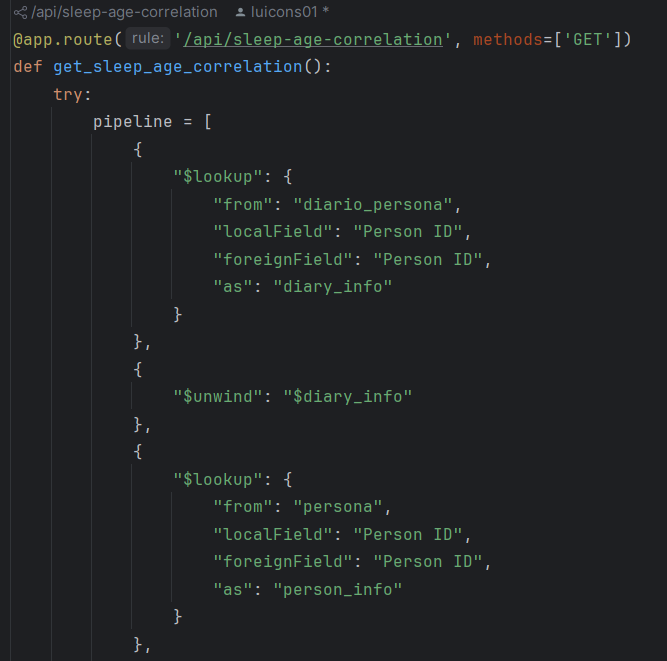 /api/sleep-age-correlation luicons01 *
@app.route( rule: '/api/sleep-age-correlation', methods=['GET'])
def get_sleep_age_correlation():
    try:
        pipeline = [
            {
                "$lookup": {
                    "from": "diario_persona",
                    "localField": "Person ID",
                    "foreignField": "Person ID",
                    "as": "diary_info"
                }
            },
            {
                "$unwind": "$diary_info"
            },
            {
                "$lookup": {
                    "from": "persona",
                    "localField": "Person ID",
                    "foreignField": "Person ID",
                    "as": "person_info"
                }
            },